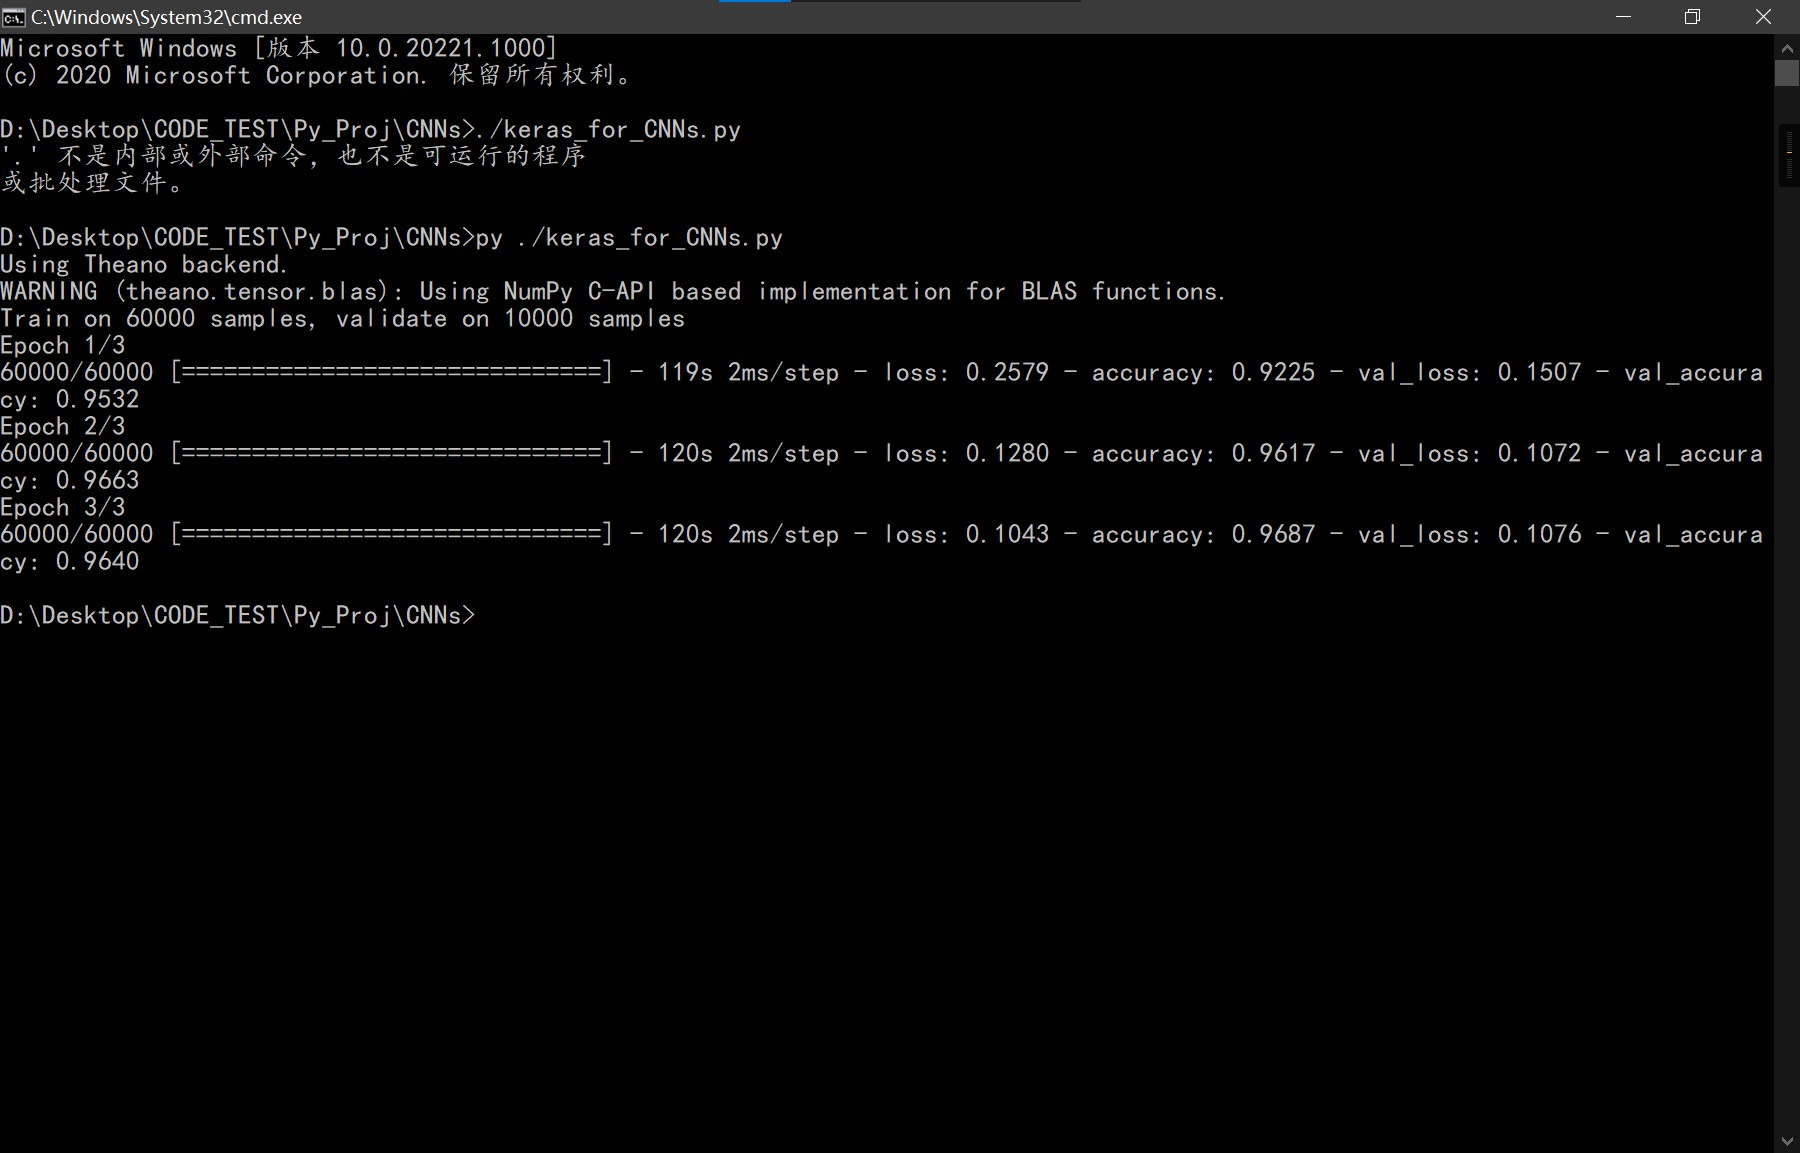 C:\Windows\System32\cmd.exe
Microsoft Windows [版本 10.0.20221.1000]
(c) 2020 Microsoft Corporation. 保留所有权利。
D:\Desktop\CODE_TEST\Py_Proj\CNNs>./keras_for_CNNs.py
'.' 不是内部或外部命令，也不是可运行的程序
或批处理文件。
D:\Desktop\CODE_TEST\Py_Proj\CNNs>py ./keras_for_CNNs.py
Using Theano backend.
WARNING (theano.tensor.blas): Using NumPy C-API based implementation for BLAS functions.
Train on 60000 samples, validate on 10000 samples
Epoch 1/3
60000/60000 [==============================] - 119s 2ms/step - loss: 0.2579 - accuracy: 0.9225 - val_loss: 0.1507 - val_accura
cy: 0.9532
Epoch 2/3
60000/60000 [==============================] - 120s 2ms/step - loss: 0.1280 - accuracy: 0.9617 - val_loss: 0.1072 - val_accura
cy: 0.9663
Epoch 3/3
60000/60000 [==============================] - 120s 2ms/step - loss: 0.1043 - accuracy: 0.9687 - val_loss: 0.1076 - val_accura
cy: 0.9640
D:\Desktop\CODE_TEST\Py_Proj\CNNs>